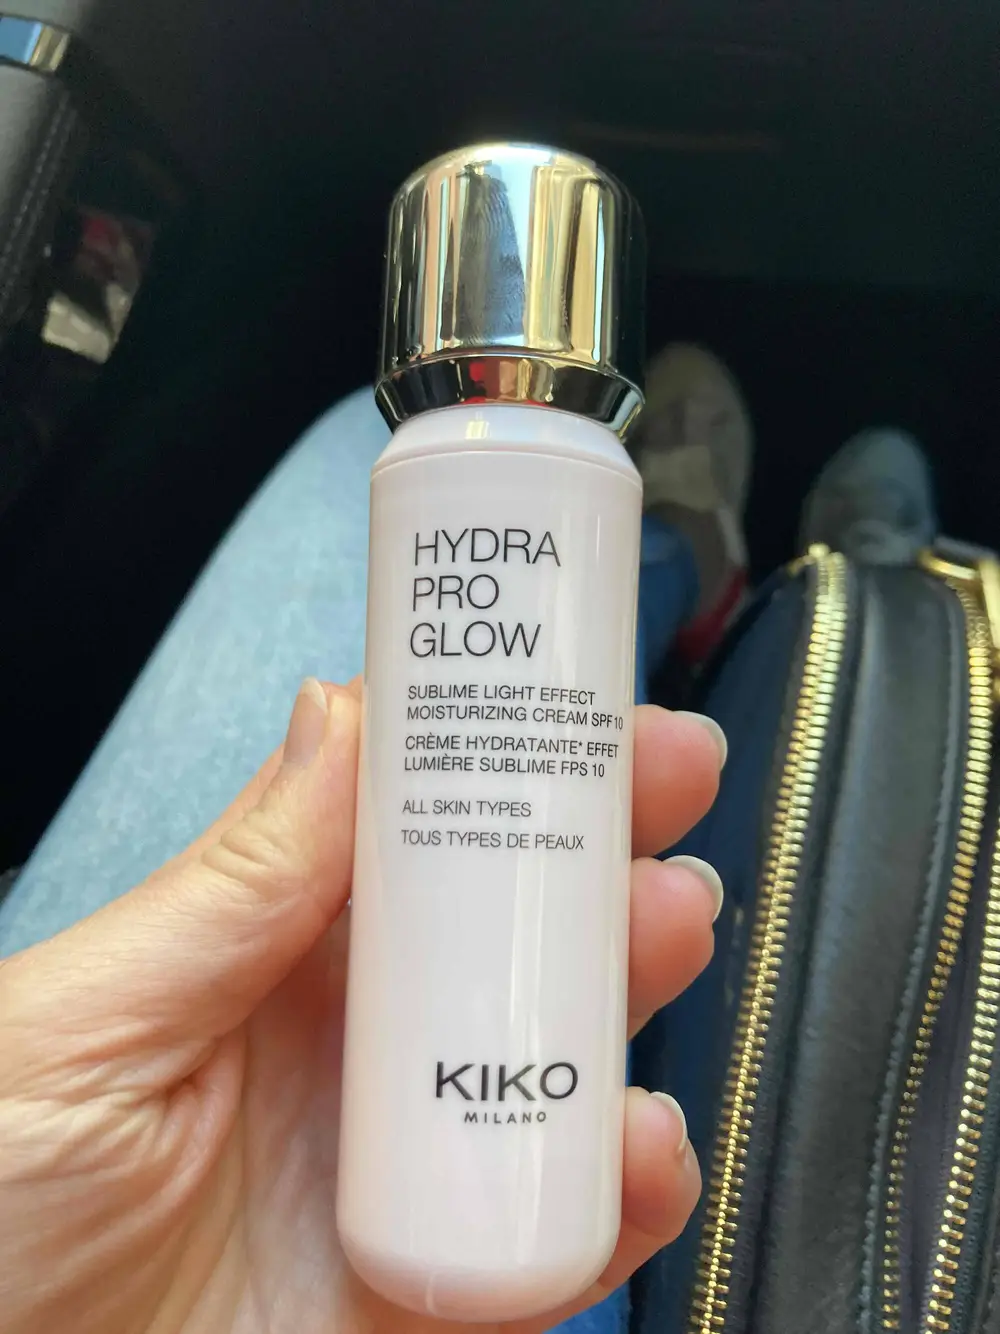 HYDRA
PRO
GLOW
SUBLIME LIGHT EFFECT
MOISTURIZING CREAM SPF 10
CRÈME HYDRATANTE* EFFET
LUMIÈRE SUBLIME FPS 10
ALL SKIN TYPES
TOUS TYPES DE PEAUX
KIKO
MILANO